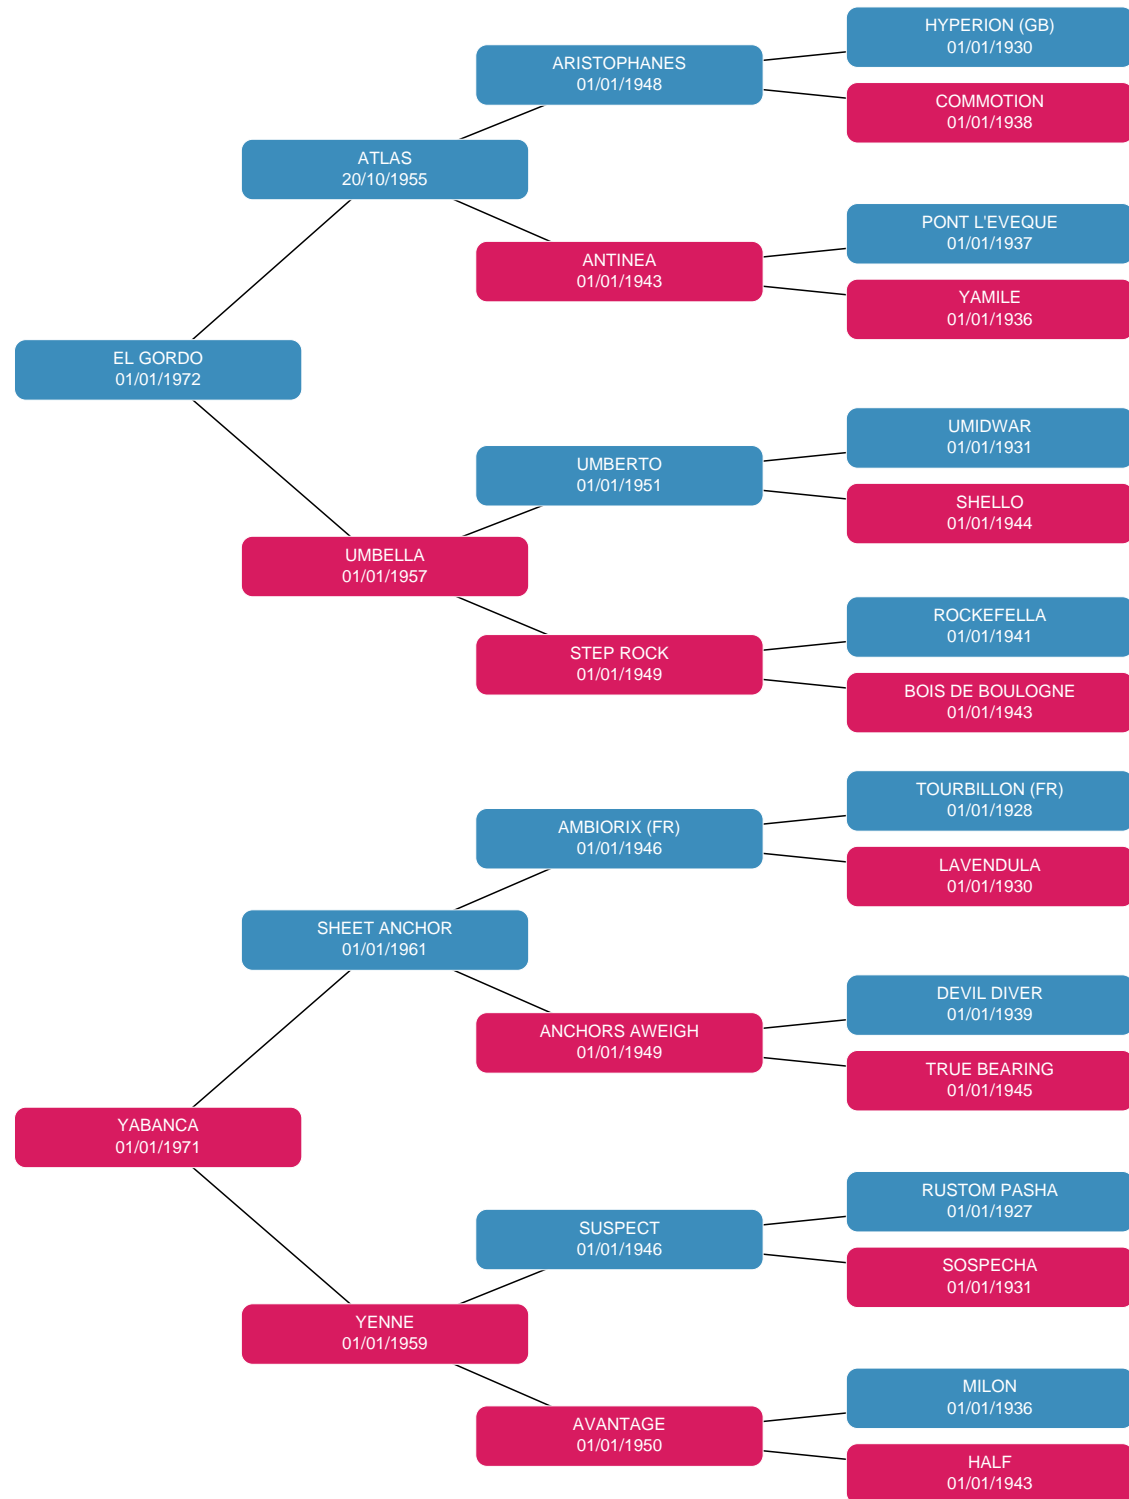 HYPERION (GB)
01/01/1930
ARISTOPHANES
01/01/1948
COMMOTION
01/01/1938
ATLAS
20/10/1955
PONT L'EVEQUE
01/01/1937
ANTINEA
01/01/1943
YAMILE
01/01/1936
EL GORDO
01/01/1972
UMIDWAR
01/01/1931
UMBERTO
01/01/1951
SHELLO
01/01/1944
UMBELLA
01/01/1957
ROCKEFELLA
01/01/1941
STEP ROCK
01/01/1949
BOIS DE BOULOGNE
01/01/1943
TOURBILLON (FR)
01/01/1928
AMBIORIX (FR)
01/01/1946
LAVENDULA
01/01/1930
SHEET ANCHOR
01/01/1961
DEVIL DIVER
01/01/1939
ANCHORS AWEIGH
01/01/1949
TRUE BEARING
01/01/1945
YABANCA
01/01/1971
RUSTOM PASHA
01/01/1927
SUSPECT
01/01/1946
SOSPECHA
01/01/1931
YENNE
01/01/1959
MILON
01/01/1936
AVANTAGE
01/01/1950
HALF
01/01/1943